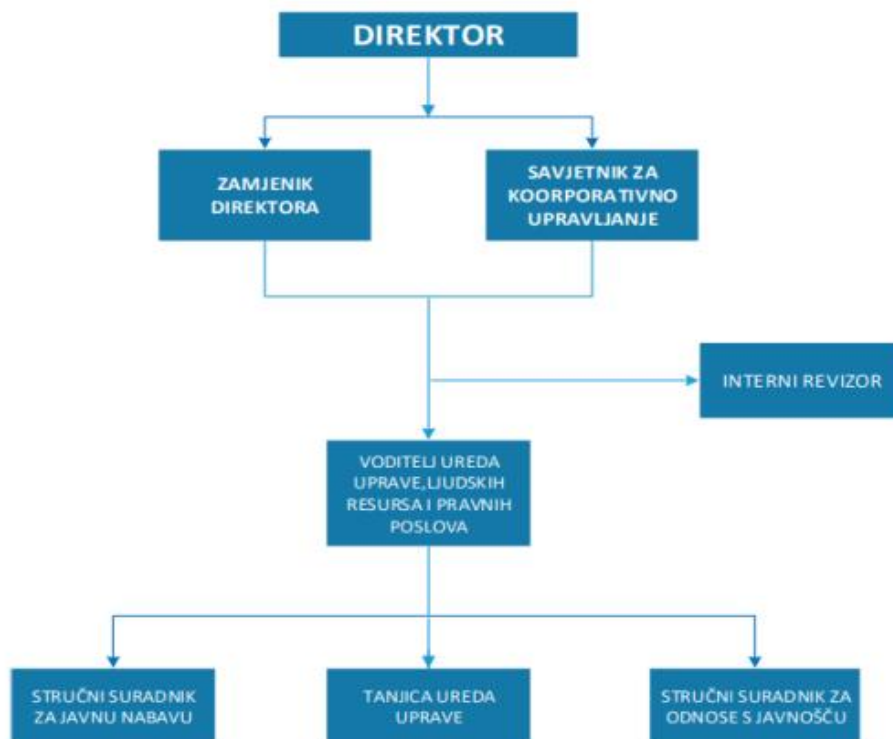 DIREKTOR
ZAMJENIK
DIREKTORA
SAVJETNIK ZA
KOORPORATIVNO
UPRAVLJANJE
INTERNI REVIZOR
VODITELJ UREDA
UPRAVE,LJUDSKIH
RESURSA I PRAVNIH
POSLOVA
STRUČNI SURADNIK
ZA JAVNU NABAVU
TANJICA UREDA
UPRAVE
STRUČNI SURADNIK ZA
ODNOSE S JAVNOŠČU